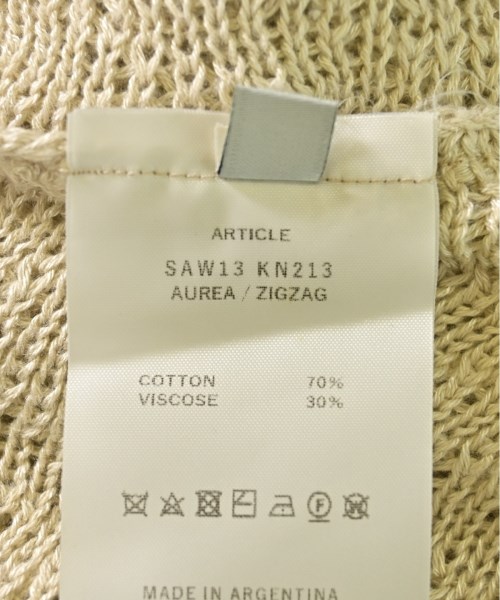 ARTICLE
SAW13 KN213
AUREA / ZIGZAG
COTTON 70%
VISCOSE 30%
F W
MADE IN ARGENTINA